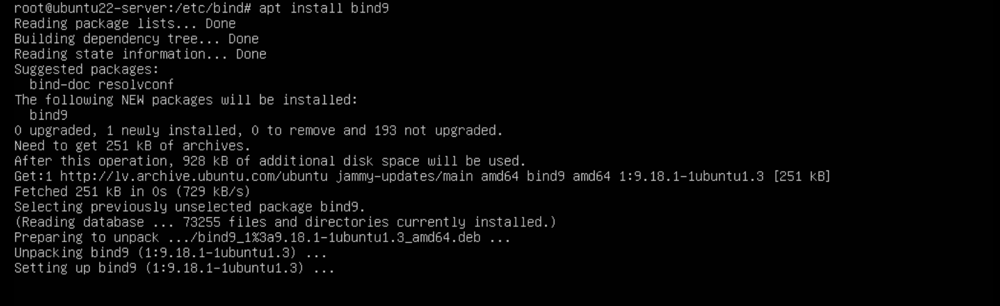 root@ubuntu22-server:/etc/bind# apt install bind9
Reading package lists... Done
Building dependency tree... Done
Reading state information... Done
Suggested packages:
  bind-doc resolvconf
The following NEW packages will be installed:
  bind9
0 upgraded, 1 newly installed, 0 to remove and 193 not upgraded.
Need to get 251 kB of archives.
After this operation, 928 kB of additional disk space will be used.
Get:1 http://lv.archive.ubuntu.com/ubuntu jammy-updates/main amd64 bind9 amd64 1:9.18.1-1ubuntu1.3 [251 kB]
Fetched 251 kB in 0s (729 kB/s)
Selecting previously unselected package bind9.
(Reading database ... 73255 files and directories currently installed.)
Preparing to unpack .../bind9_1%3a9.18.1-1ubuntu1.3_amd64.deb ...
Unpacking bind9 (1:9.18.1-1ubuntu1.3) ...
Setting up bind9 (1:9.18.1-1ubuntu1.3) ...